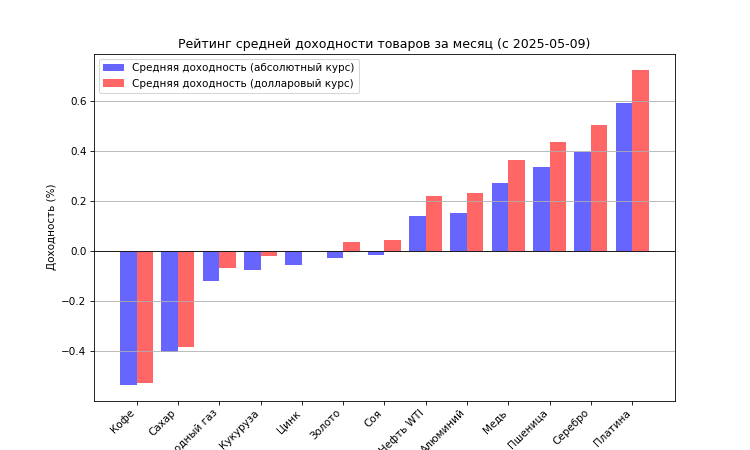 Рейтинг средней доходности товаров за месяц (с 2025-05-09)
Средняя доходность (абсолютный курс)
Средняя доходность (долларовый курс)
Доходность (%)
0.6
0.4
0.2
0.0
−0.2
−0.4
Кофе
Сахар
одный газ
Кукуруза
Цинк
Золото
Соя
Нефть WTI
Алюминий
Медь
Пшеница
Серебро
Платина